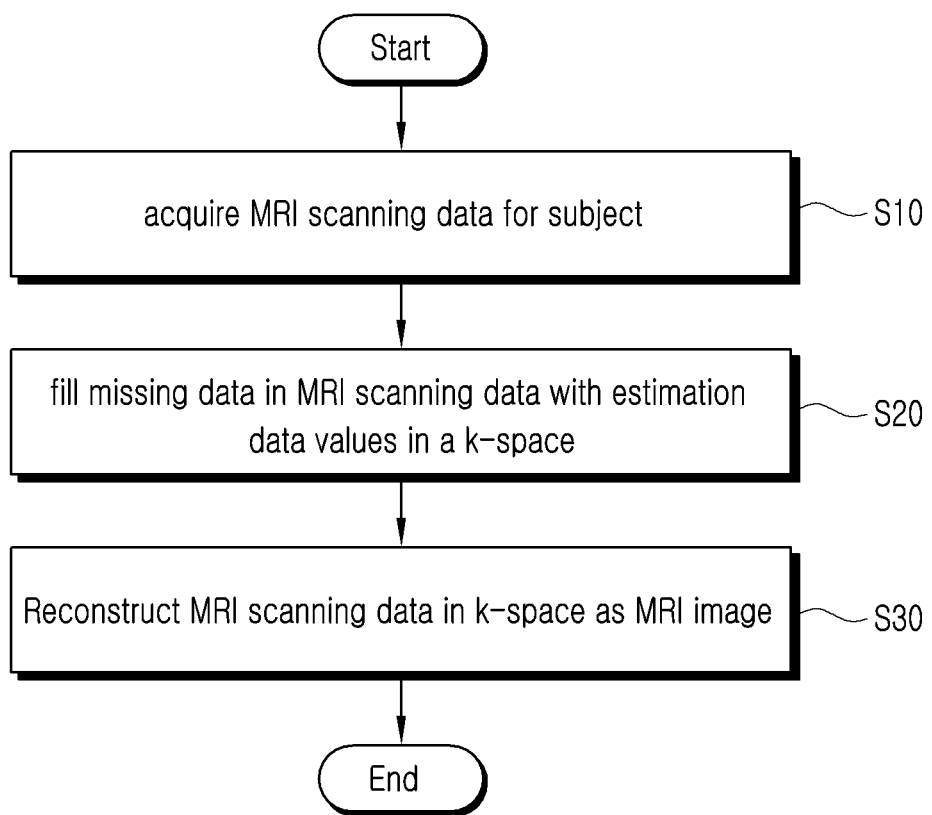 Start
acquire MRI scanning data for subject
S10
fill missing data in MRI scanning data with estimation
data values in a k-space
S20
Reconstruct MRI scanning data in k-space as MRI image
S30
End